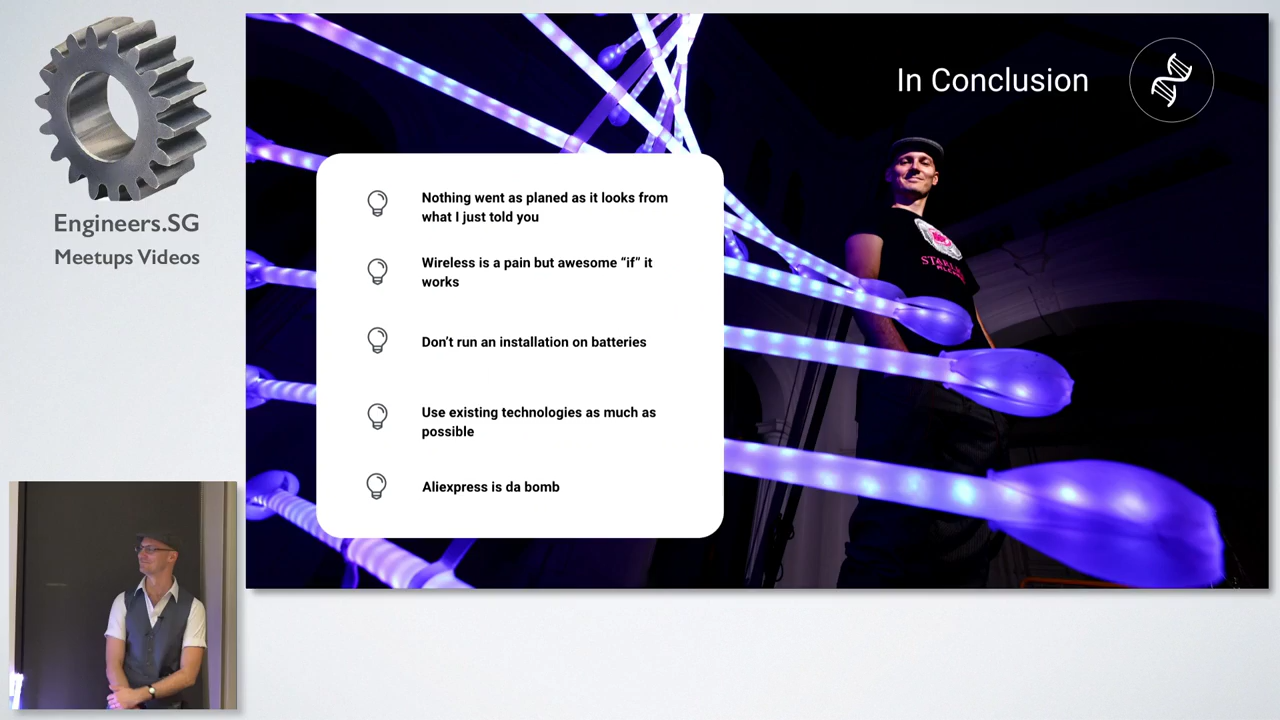 Engineers.SG
Meetups Videos
In Conclusion
Nothing went as planed as it looks from
what I just told you
Wireless is a pain but awesome “if” it
works
Don’t run an installation on batteries
Use existing technologies as much as
possible
Aliexpress is da bomb